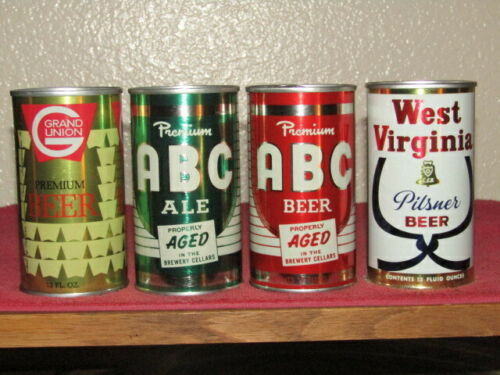 GRAND
UNION
PREMIUM
BEER
12 FL. OZ.
Premium
ABC
ALE
PROPERLY
AGED
IN THE
BREWERY CELLARS
Premium
ABC
BEER
PROPERLY
AGED
IN THE
BREWERY CELLARS
West
Virginia
Pilsner
BEER
CONTENTS 12 FLUID OUNCES